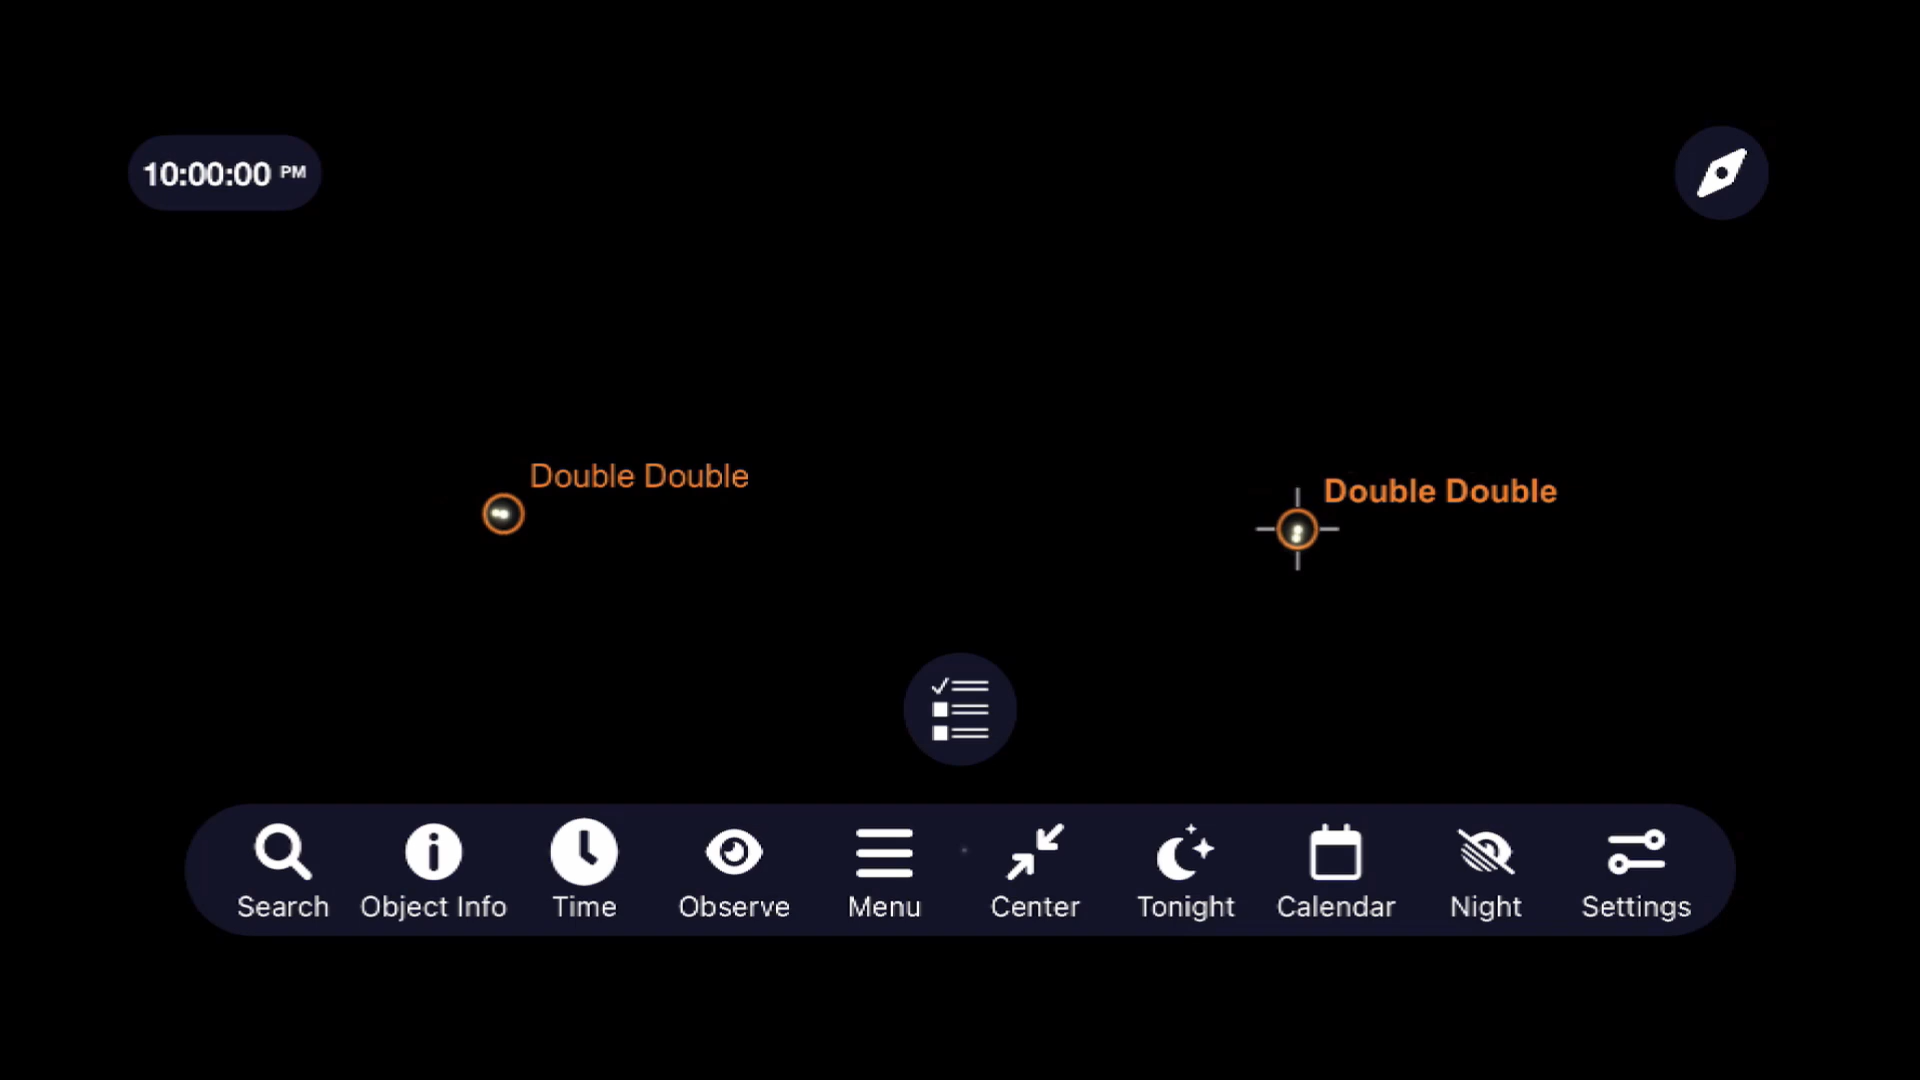 10:00:00 PM
Double Double
Double Double
Search Object Info Time Observe Menu Center Tonight Calendar Night Settings